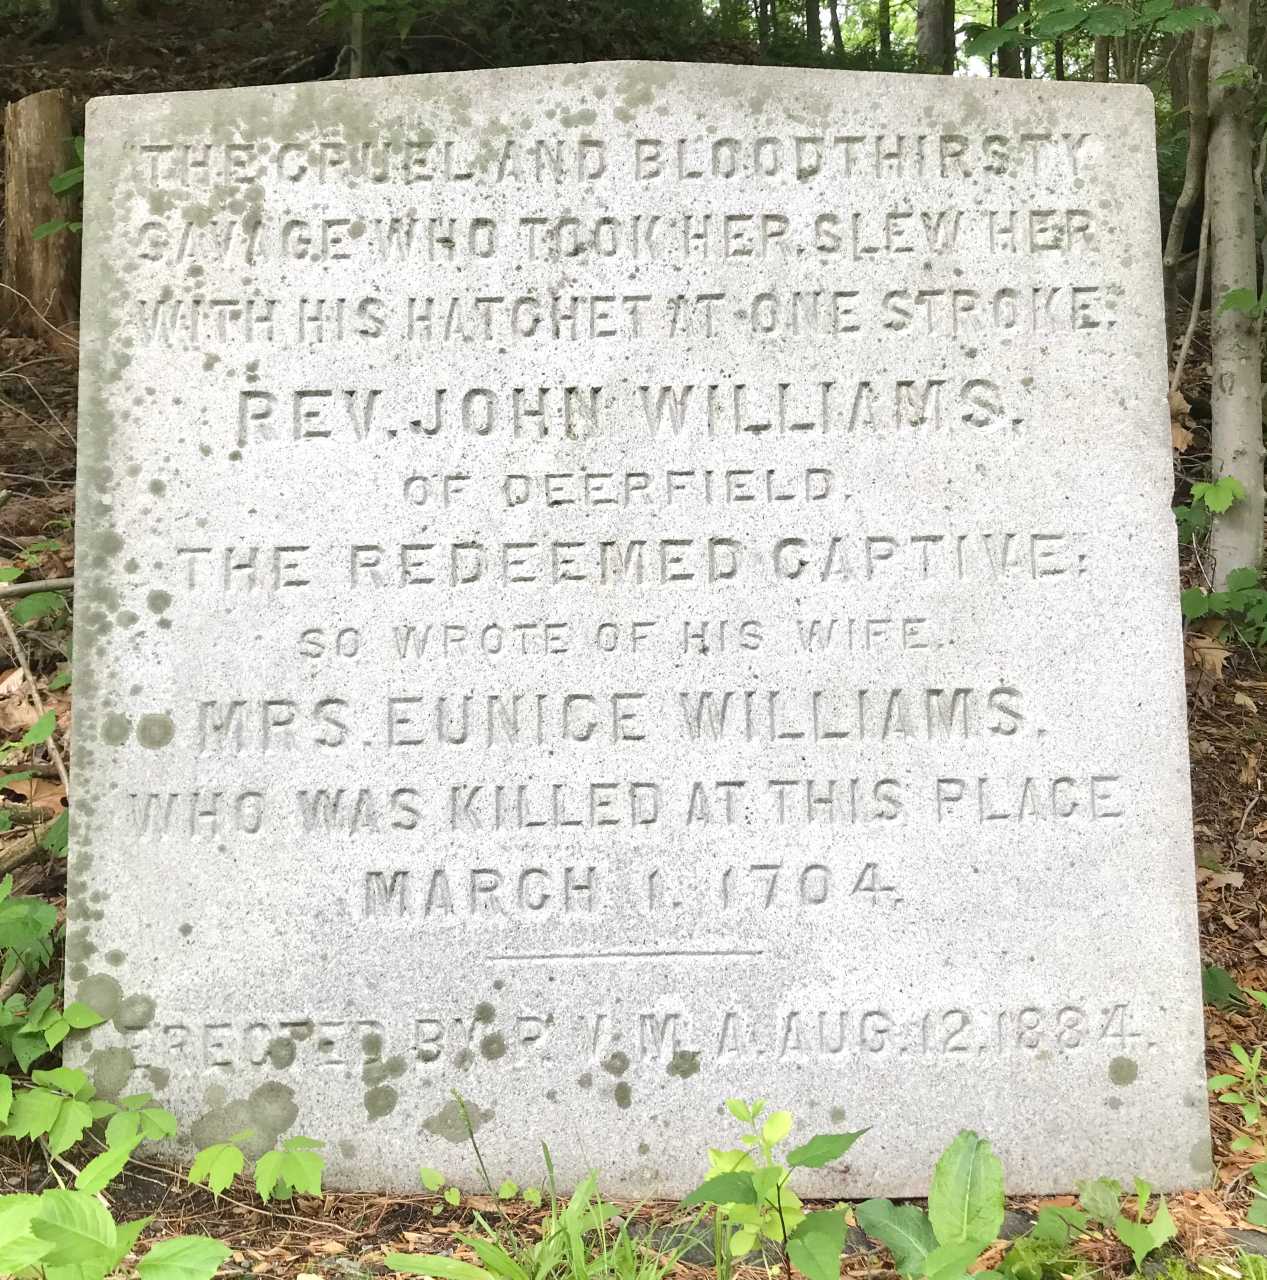 "THE CRUEL AND BLOODTHIRSTY
SAVAGE WHO TOOK HER, SLEW HER
WITH HIS HATCHET AT ONE STROKE."
REV. JOHN WILLIAMS.
OF DEERFIELD.
"THE REDEEMED CAPTIVE."
SO WROTE OF HIS WIFE.
MRS. EUNICE WILLIAMS.
WHO WAS KILLED AT THIS PLACE
MARCH 1. 1704.
ERECTED BY P.V.M.A. AUG.12.1884.